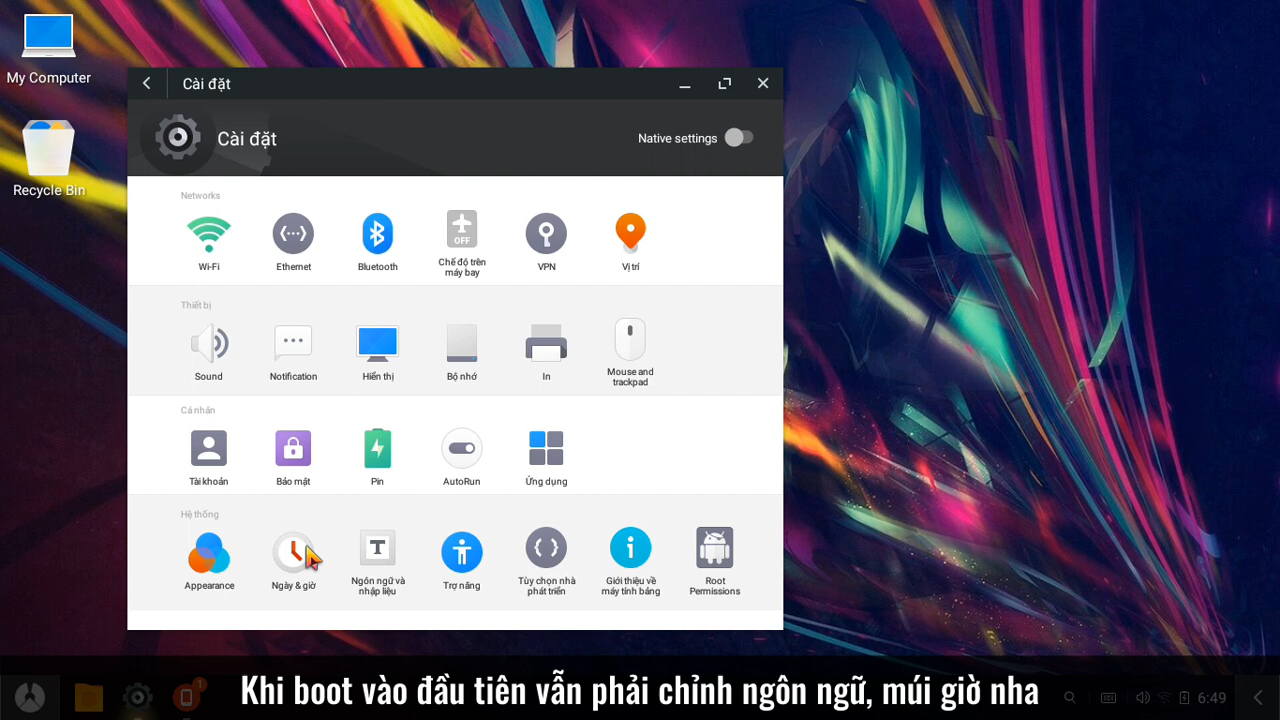 My Computer
Recycle Bin
Cài đặt
Cài đặt
Native settings
Networks
Wi-Fi
Ethernet
Bluetooth
OFF
Chế độ trên
máy bay
VPN
Vị trí
Thiết bị
Sound
Notification
Hiển thị
Bộ nhớ
In
Mouse and
trackpad
Cá nhân
Tài khoản
Bảo mật
Pin
AutoRun
Ứng dụng
Hệ thống
Appearance
Ngày & giờ
T
Ngôn ngữ và
nhập liệu
Trợ năng
Tùy chọn nhà
phát triển
Giới thiệu về
máy tính bảng
Root
Permissions
1
Khi boot vào đầu tiên vẫn phải chỉnh ngôn ngữ, múi giờ nha
6:49